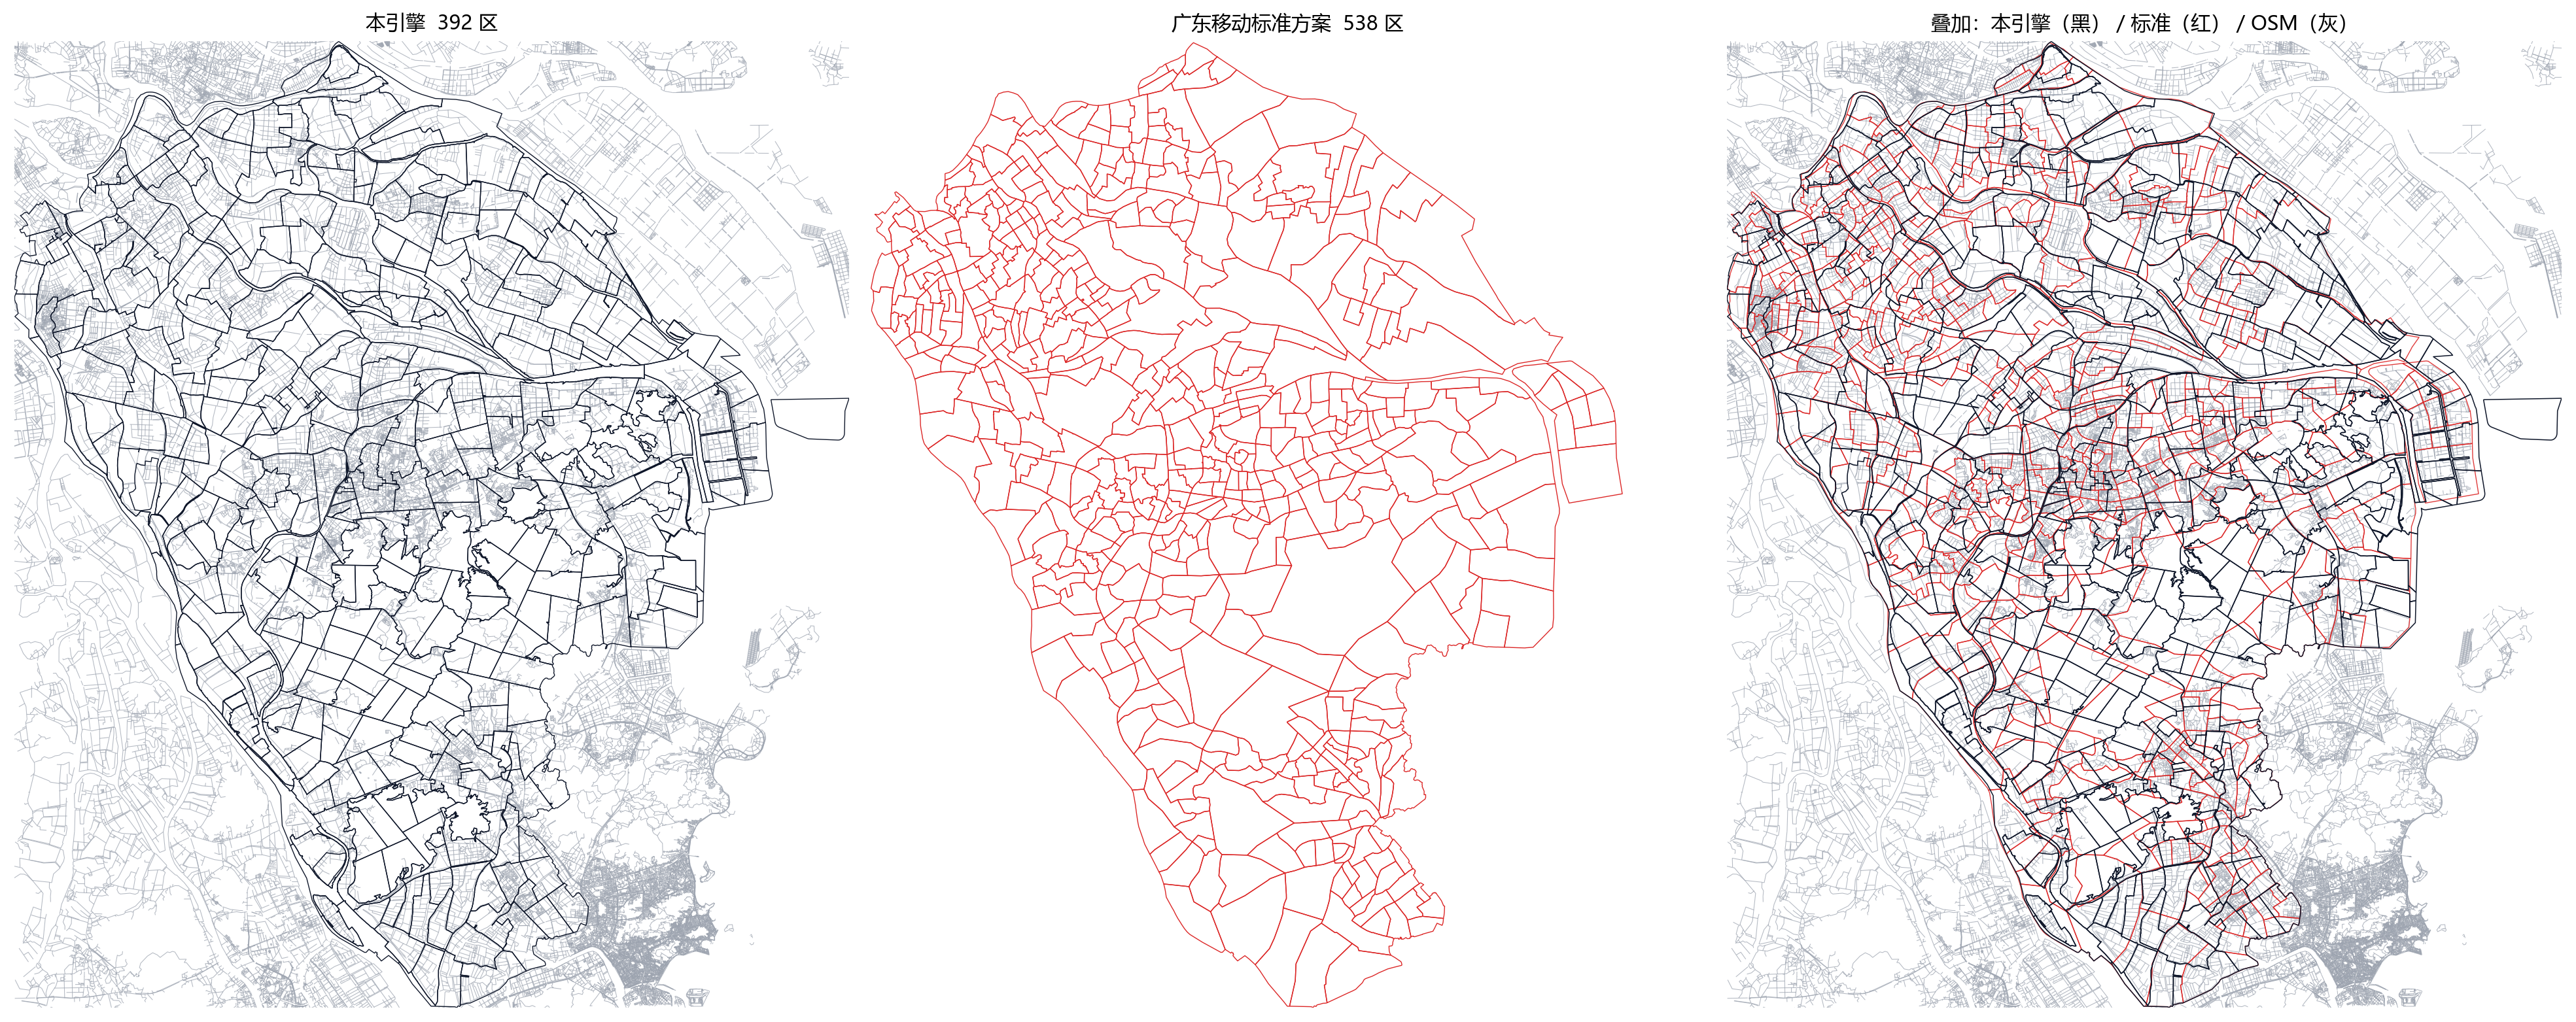 本引擎 392 区
广东移动标准方案 538 区
叠加：本引擎（黑） / 标准（红） / OSM（灰）